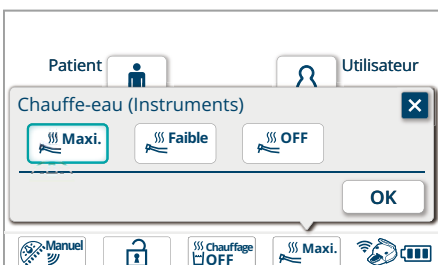 Patient
Utilisateur
Chauffe-eau (Instruments)
Maxi.
Faible
OFF
OK
Manuel
Chauffage
OFF
Maxi.